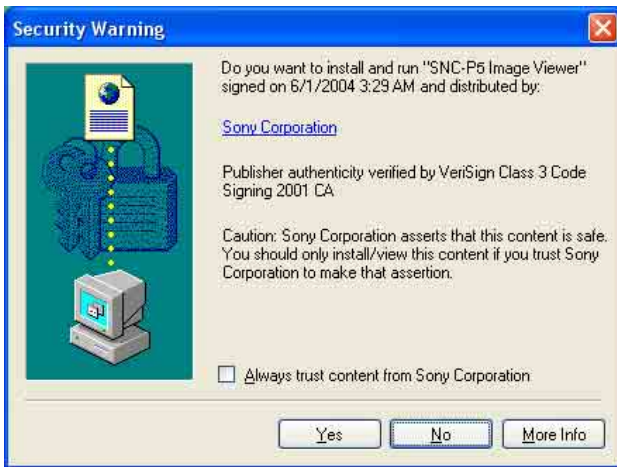 Security Warning
Do you want to install and run "SNC-P5 Image Viewer"
signed on 6/1/2004 3:29 AM and distributed by:
Sony Corporation
Publisher authenticity verified by VeriSign Class 3 Code
Signing 2001 CA
Caution: Sony Corporation asserts that this content is safe.
You should only install/view this content if you trust Sony
Corporation to make that assertion.
Always trust content from Sony Corporation
Yes
No
More Info